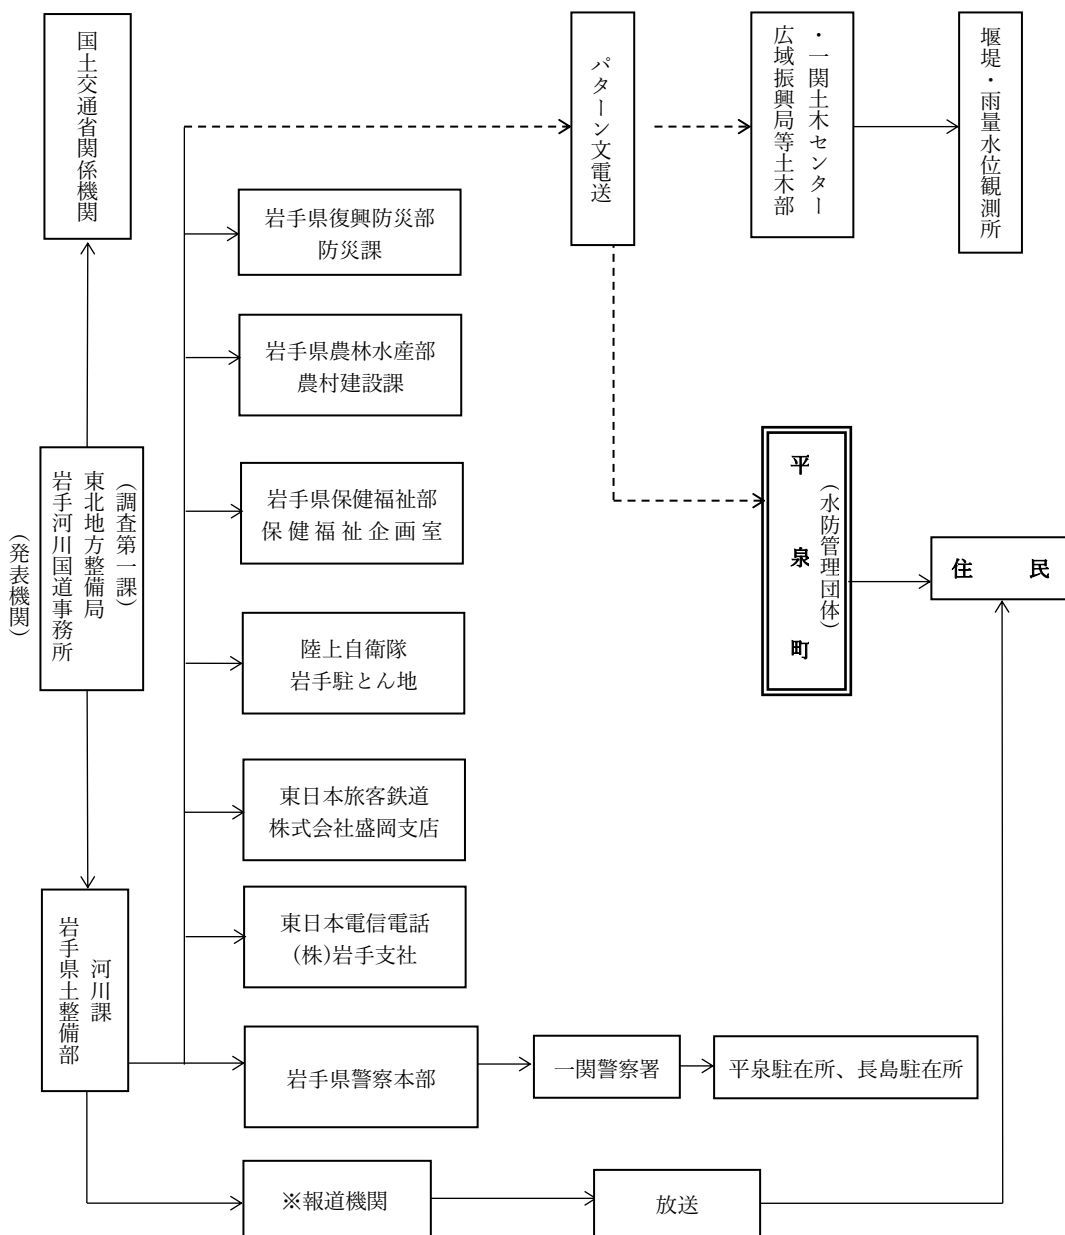 国土交通省関係機関
パターン文電送
・一関土木センター
広域振興局等土木部
堰堤・雨量水位観測所
岩手県復興防災部
防災課
岩手県農林水産部
農村建設課
岩手県保健福祉部
保健福祉企画室
陸上自衛隊
岩手駐とん地
東日本旅客鉄道
株式会社盛岡支店
東日本電信電話
(株)岩手支社
(調査第一課)
東北地方整備局
岩手河川国道事務所
(発表機関)
平泉町
(水防管理団体)
住民
河川課
岩手県土整備部
岩手県警察本部
一関警察署
平泉駐在所、長島駐在所
※報道機関
放送